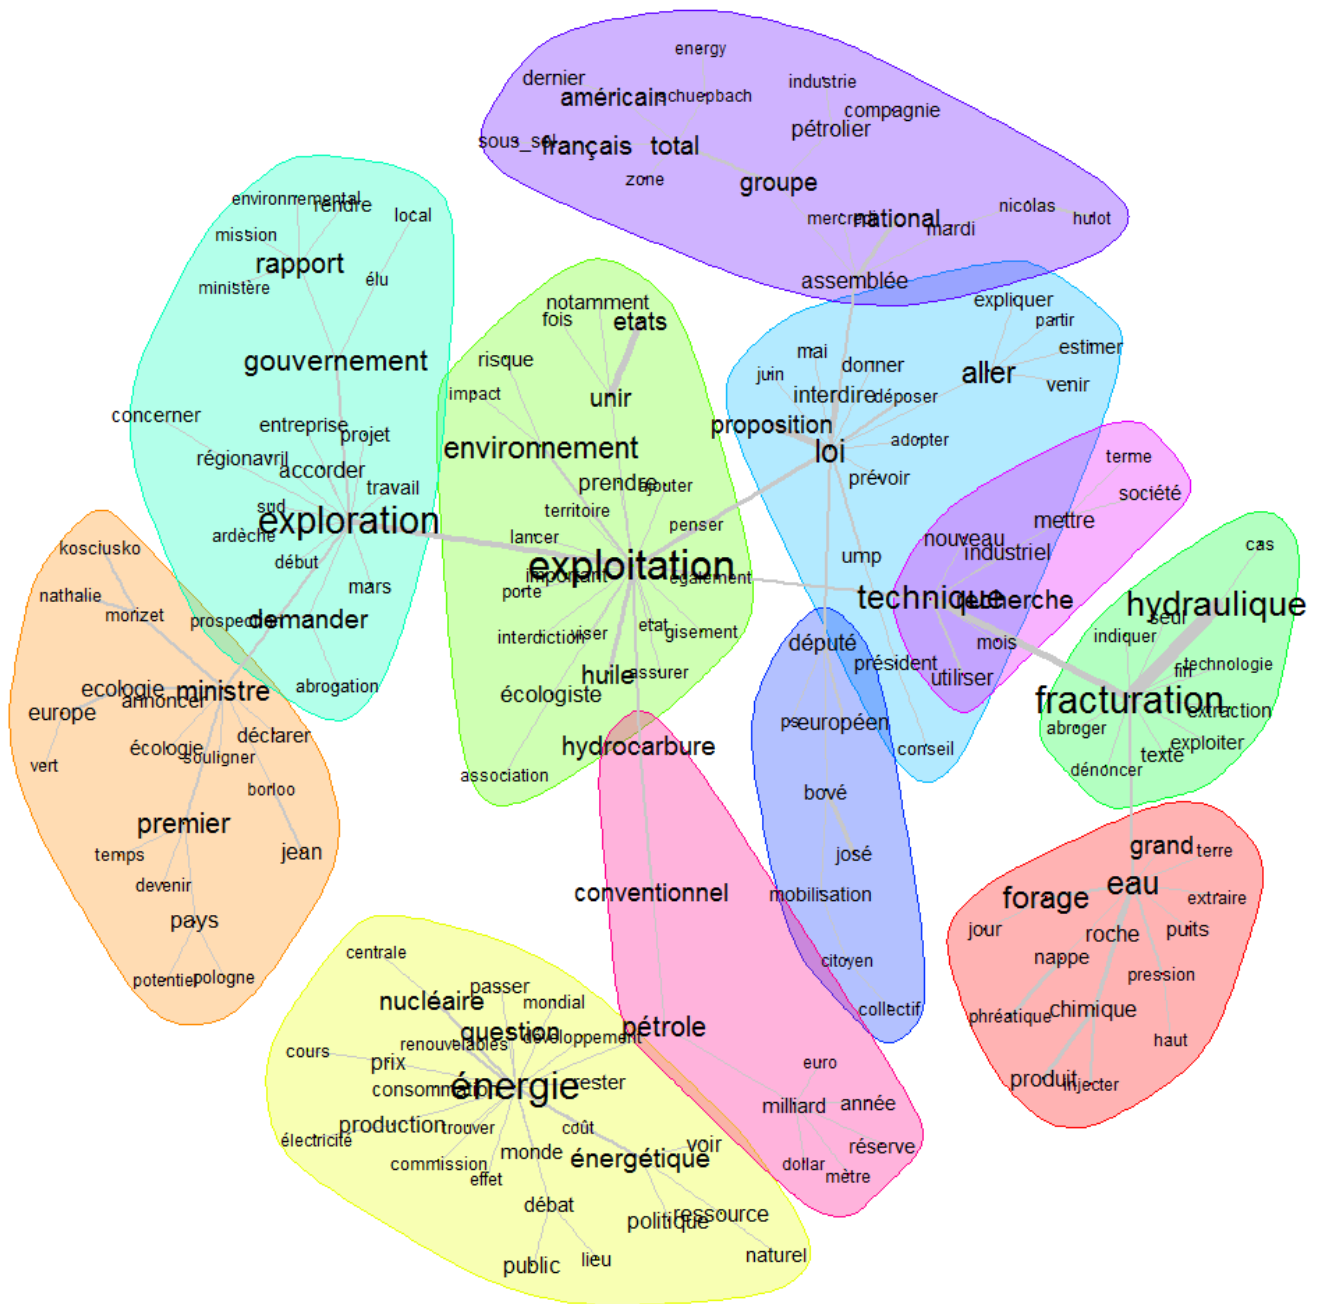 energy
dernier
industrie
américain
schuepbach
compagnie
pétrolier
sous_sol
français
total
zone
groupe
nicolas
hulot
mercredi
national
mardi
assemblée
environnemental
rendre
local
mission
rapport
élu
ministère
gouvernement
concerner
entreprise
projet
région
avril
accorder
travail
sud
exploration
ardèche
début
mars
prospection
demander
abrogation
notamment
fois
etats
risque
impact
unir
environnement
prendre
ajouter
territoire
penser
lancer
exploitation
important
également
porte
interdiction
viser
etat
gisement
huile
assurer
écologiste
association
expliquer
partir
estimer
mai
donner
juin
aller
venir
interdire
déposer
proposition
adopter
loi
prévoir
ump
président
conseil
terme
société
mettre
nouveau
industriel
technique
recherche
mois
utiliser
cas
hydraulique
seul
indiquer
technologie
fin
fracturation
extraction
abroger
exploiter
texte
dénoncer
kosciusko
nathalie
morizet
ecologie
ministre
annoncer
europe
déclarer
écologie
souligner
vert
borloo
premier
temps
jean
devenir
pays
potentiel
pologne
député
ps
européen
bové
josé
mobilisation
citoyen
collectif
hydrocarbure
conventionnel
pétrole
euro
milliard
année
réserve
dollar
mètre
grand
terre
eau
forage
extraire
jour
roche
puits
nappe
pression
phréatique
chimique
haut
produit
injecter
centrale
passer
nucléaire
mondial
question
développement
renouvelables
cours
prix
consommation
énergie
rester
production
trouver
coût
électricité
monde
voir
commission
énergétique
effet
débat
politique
ressource
public
lieu
naturel